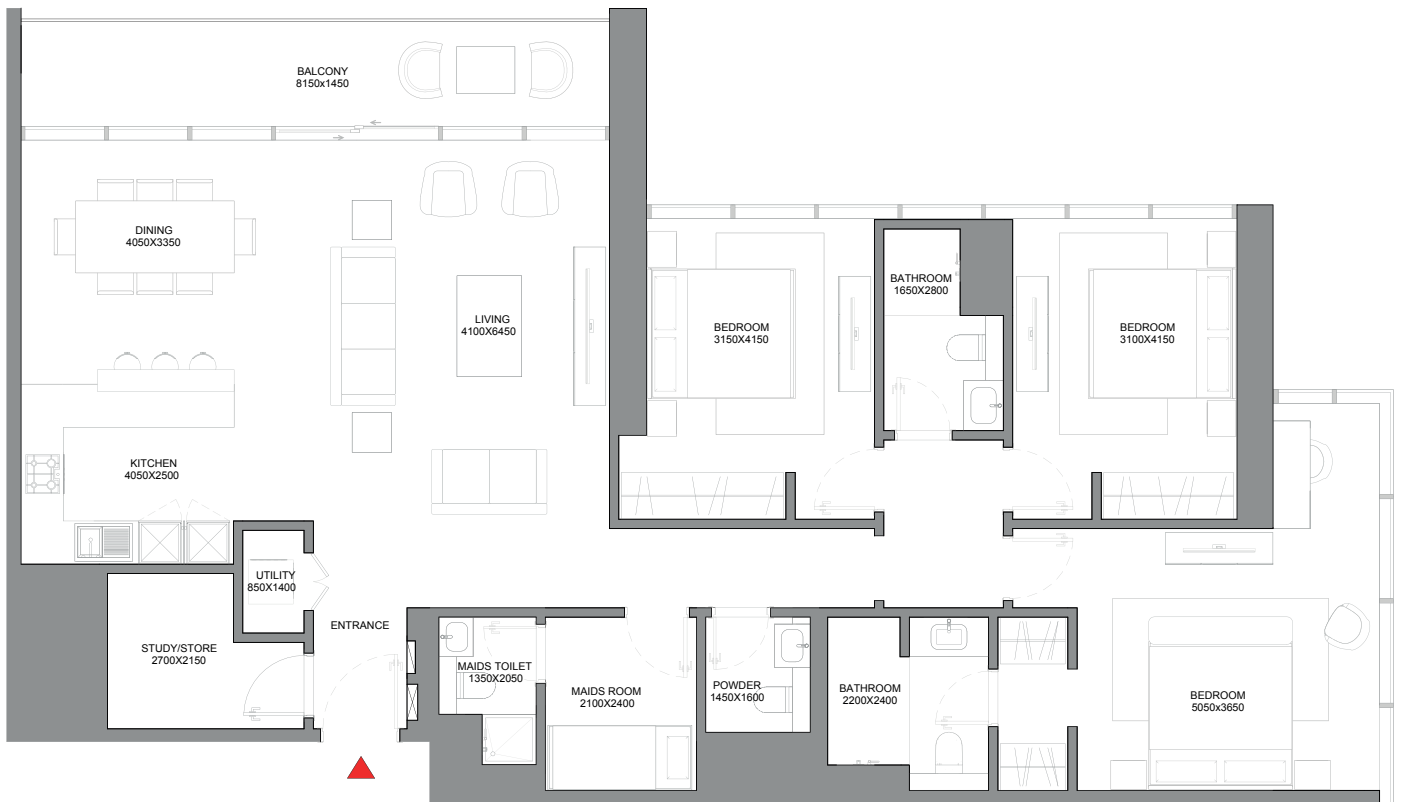 BALCONY
8150x1450
DINING
4050X3350
LIVING
4100X6450
BATHROOM
1650X2800
BEDROOM
3150X4150
BEDROOM
3100X4150
KITCHEN
4050X2500
UTILITY
850X1400
ENTRANCE
STUDY/STORE
2700X2150
MAIDS TOILET
1350X2050
MAIDS ROOM
2100X2400
POWDER
1450X1600
BATHROOM
2200X2400
BEDROOM
5050x3650